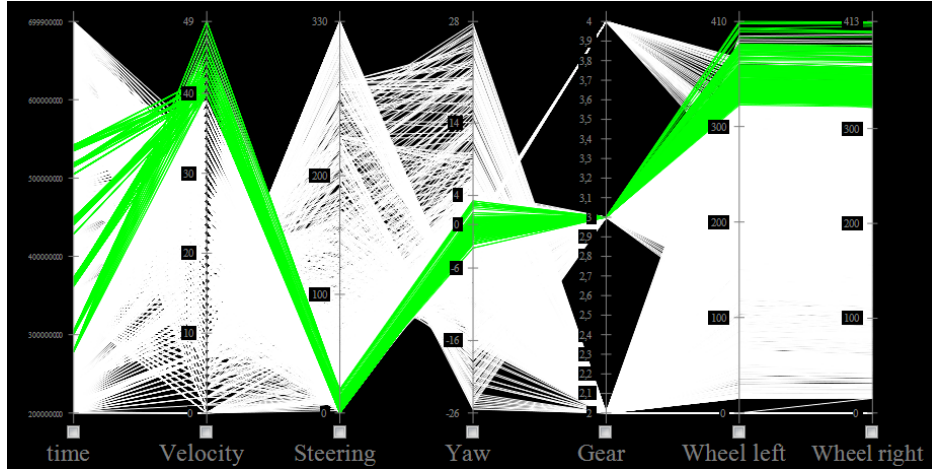 699900000 49 330 28 4 410 413
3,9
3,8
600000000 40 3,7
3,6
14 3,5 300 300
3,4
3,3
500000000 30 200 3,2
4 3,1
3
0 2,9 200 200
20 2,8
400000000 -6 2,7
2,6
100 2,5
300000000 10 -16 2,4 100 100
2,3
2,2
2,1
200000000 0 0 -26 2 0 0
time Velocity Steering Yaw Gear Wheel left Wheel right